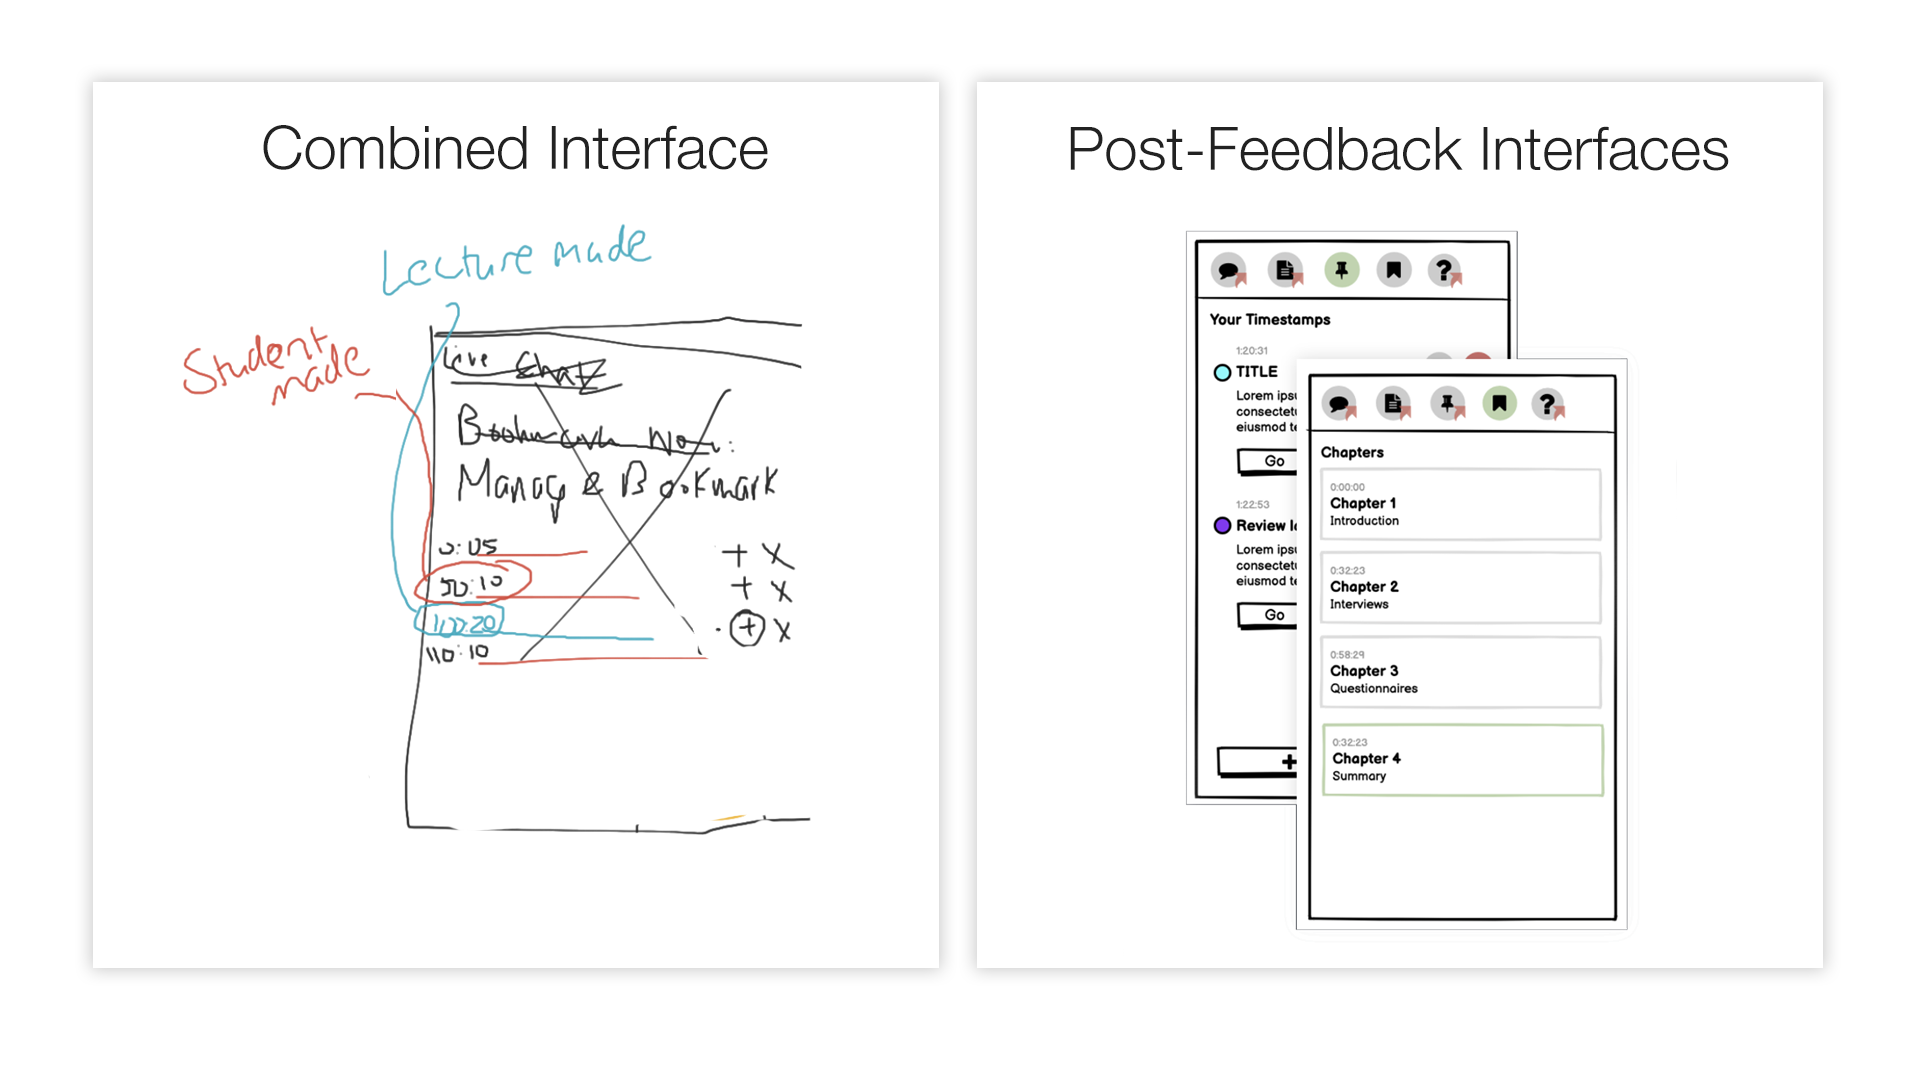 Combined Interface
Lecture made
Student
made
Live Chat
Bookmark Now:
Manag & Bookmark
0:05
+ X
50:10
+ X
1:00:20
+ X
110:10
Post-Feedback Interfaces
?
Your Timestamps
1:20:31
TITLE
Lorem ipsu
consectetu
eiusmod te
Go
1:22:53
Review
Lorem ipsu
consectetu
eiusmod te
Go
+
?
Chapters
0:00:00
Chapter 1
Introduction
0:32:23
Chapter 2
Interviews
0:58:29
Chapter 3
Questionnaires
0:32:23
Chapter 4
Summary